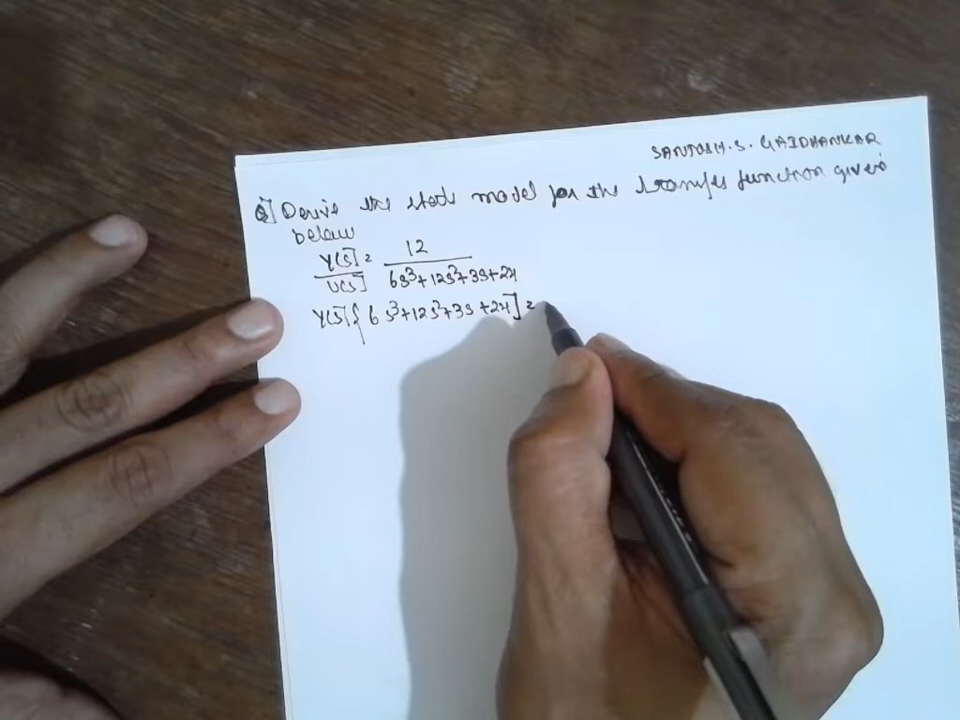 SANTOSH.S. GAIDHANKAR
Q] Derive the state model for the transfer function given
below
Y(s) = 12
U(s) 6s³+12s²+3s+24
Y(s){6s³+12s²+3s+24] =